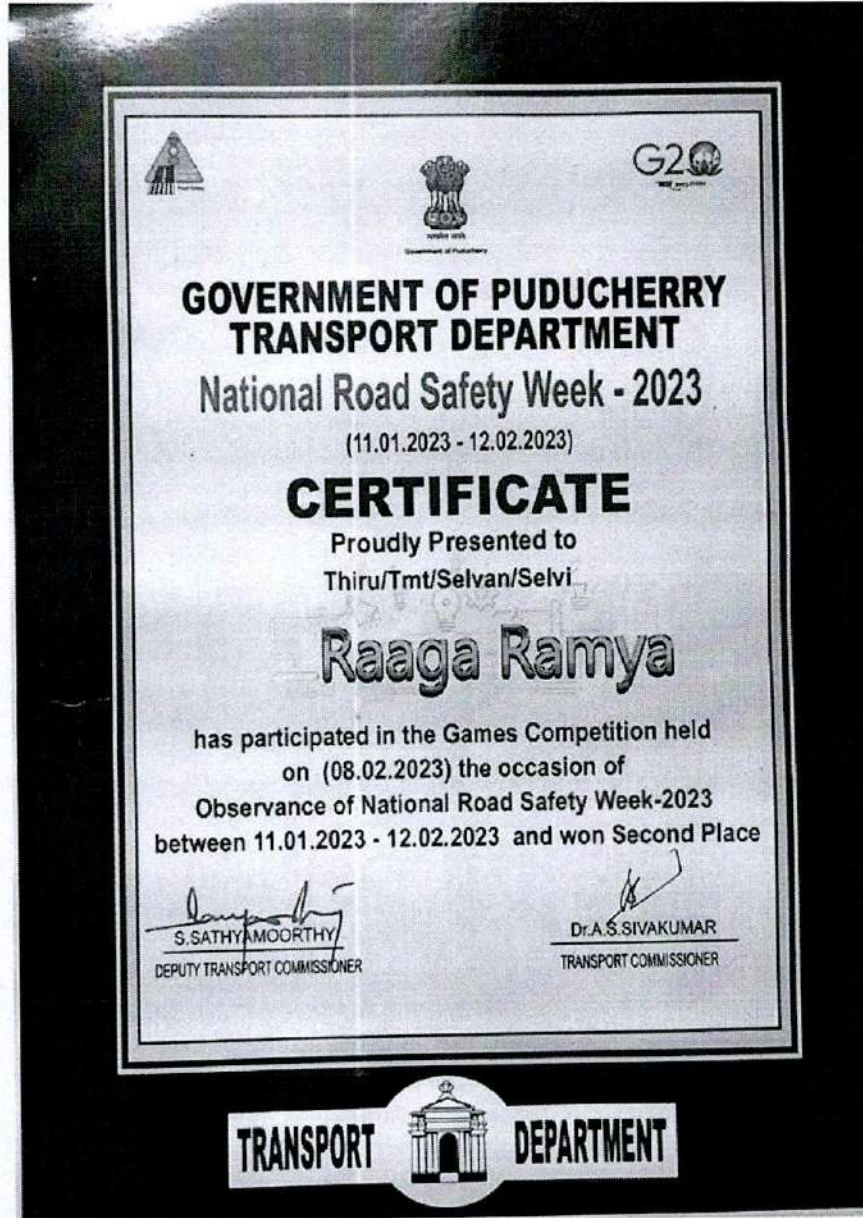 G20
Government of Puducherry
GOVERNMENT OF PUDUCHERRY
TRANSPORT DEPARTMENT
National Road Safety Week - 2023
(11.01.2023 - 12.02.2023)
CERTIFICATE
Proudly Presented to
Thiru/Tmt/Selvan/Selvi
Raaga Ramya
has participated in the Games Competition held
on (08.02.2023) the occasion of
Observance of National Road Safety Week-2023
between 11.01.2023 - 12.02.2023 and won Second Place
S.SATHYAMOORTHY
DEPUTY TRANSPORT COMMISSIONER
Dr.A.S.SIVAKUMAR
TRANSPORT COMMISSIONER
TRANSPORT DEPARTMENT